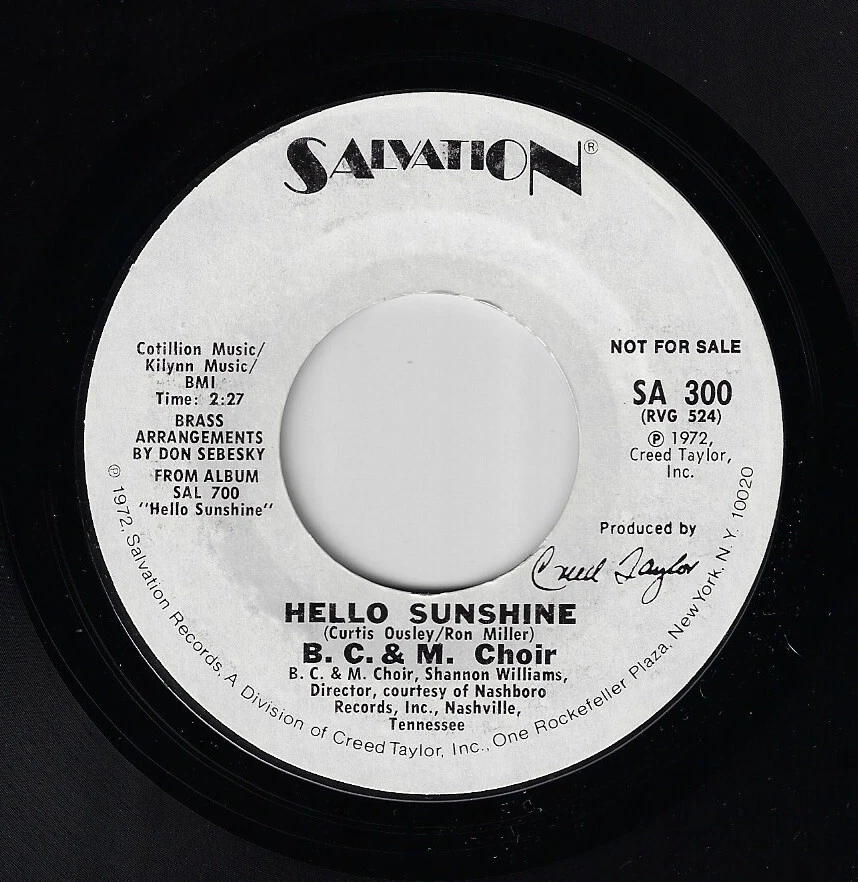 SALVATION®
Cotillion Music/
Kilynn Music/
BMI
Time: 2:27
BRASS
ARRANGEMENTS
BY DON SEBESKY
FROM ALBUM
SAL 700
"Hello Sunshine"
NOT FOR SALE
SA 300
(RVG 524)
℗ 1972,
Creed Taylor,
Inc.
Produced by
Creed Taylor
HELLO SUNSHINE
(Curtis Ousley/Ron Miller)
B. C. & M. Choir
B. C. & M. Choir, Shannon Williams,
Director, courtesy of Nashboro
Records, Inc., Nashville,
Tennessee
℗ 1972, Salvation Records, A Division of Creed Taylor, Inc., One Rockefeller Plaza, New York, N.Y. 10020